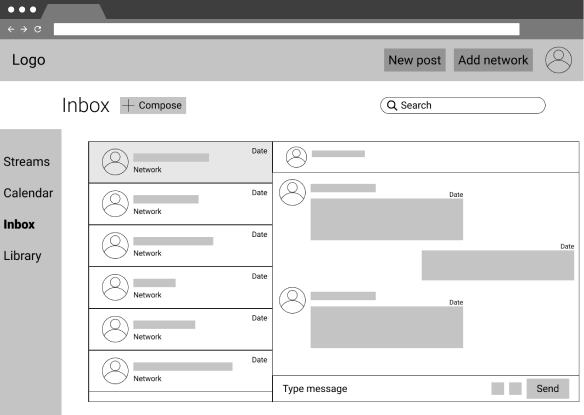 Logo
New post
Add network
Inbox
+ Compose
Search
Streams
Calendar
Inbox
Library
Date
Network
Date
Network
Date
Network
Date
Network
Date
Network
Date
Network
Date
Date
Date
Type message
Send